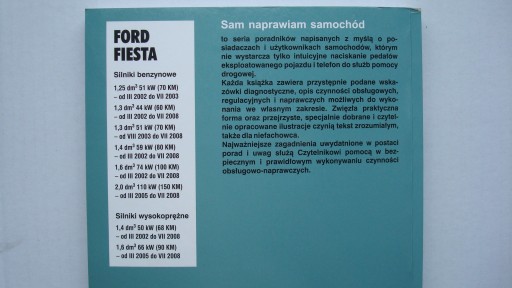 FORD
FIESTA
Silniki benzynowe
1,25 dm³ 51 kW (70 KM)
– od III 2002 do VII 2003
1,3 dm³ 44 kW (60 KM)
– od III 2002 do VII 2008
1,3 dm³ 51 kW (70 KM)
– od VIII 2003 do VII 2008
1,4 dm³ 59 kW (80 KM)
– od III 2002 do VII 2008
1,6 dm³ 74 kW (100 KM)
– od III 2002 do VII 2008
2,0 dm³ 110 kW (150 KM)
– od III 2005 do VII 2008
Silniki wysokoprężne
1,4 dm³ 50 kW (68 KM)
– od III 2002 do VII 2008
1,6 dm³ 66 kW (90 KM)
– od III 2005 do VII 2008
Sam naprawiam samochód
to seria poradników napisanych z myślą o po-
siadaczach i użytkownikach samochodów, którym
nie wystarcza tylko intuicyjne naciskanie pedałów
eksploatowanego pojazdu i telefon do służb pomocy
drogowej.
Każda książka zawiera przystępnie podane wska-
zówki diagnostyczne, opis czynności obsługowych,
regulacyjnych i naprawczych możliwych do wyko-
nania we własnym zakresie. Zwięzła praktyczna
forma oraz przejrzyste, specjalnie dobrane i czytel-
nie opracowane ilustracje czynią tekst zrozumiałym,
także dla niefachowca.
Najważniejsze zagadnienia uwydatnione w postaci
porad i uwag służą Czytelnikowi pomocą w bez-
piecznym i prawidłowym wykonywaniu czynności
obsługowo-naprawczych.